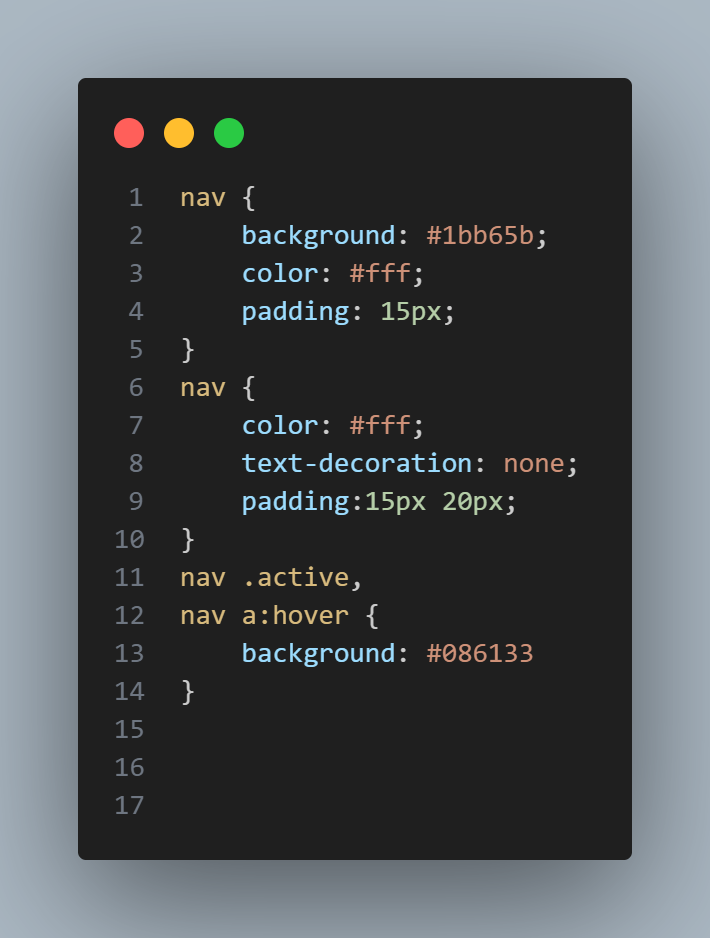 1 nav {
2     background: #1bb65b;
3     color: #fff;
4     padding: 15px;
5 }
6 nav {
7     color: #fff;
8     text-decoration: none;
9     padding:15px 20px;
10 }
11 nav .active,
12 nav a:hover {
13     background: #086133
14 }
15
16
17